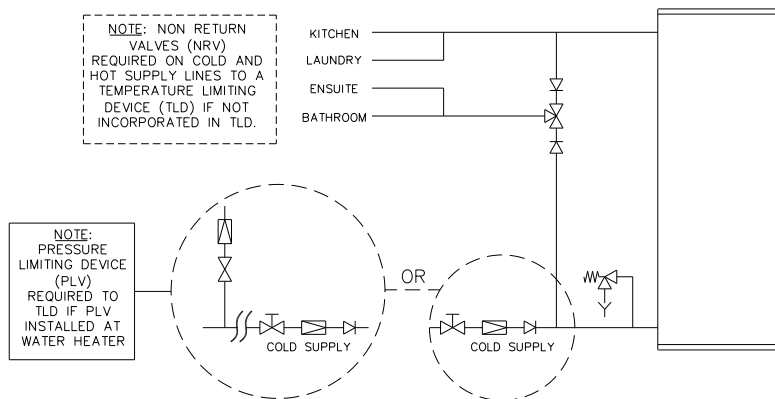 NOTE: NON RETURN
VALVES (NRV)
REQUIRED ON COLD AND
HOT SUPPLY LINES TO A
TEMPERATURE LIMITING
DEVICE (TLD) IF NOT
INCORPORATED IN TLD.
KITCHEN
LAUNDRY
ENSUITE
BATHROOM
NOTE:
PRESSURE
LIMITING DEVICE
(PLV)
REQUIRED TO
TLD IF PLV
INSTALLED AT
WATER HEATER
OR
COLD SUPPLY
COLD SUPPLY